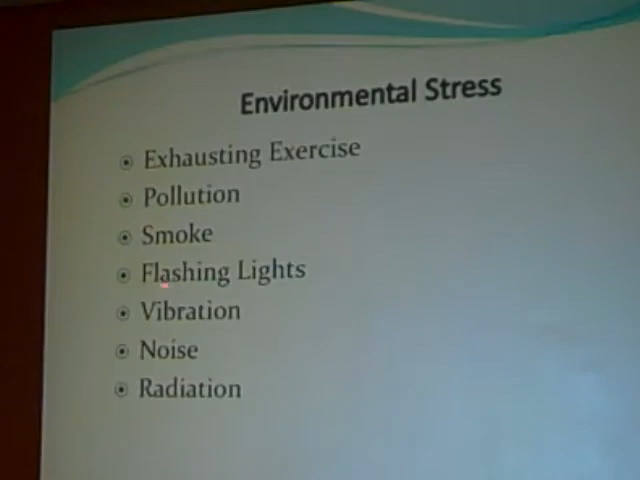 Environmental Stress
Exhausting Exercise
Pollution
Smoke
Flashing Lights
Vibration
Noise
Radiation